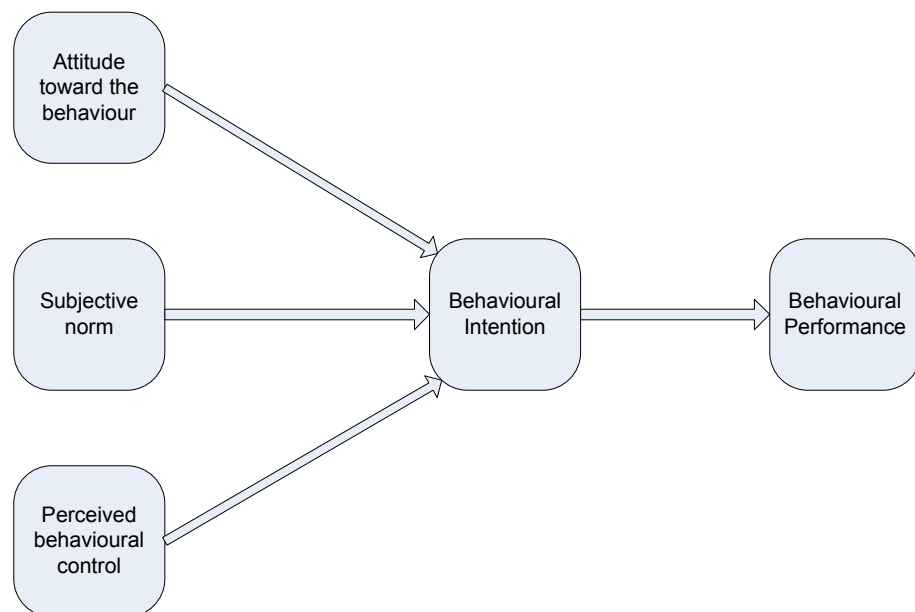 Attitude
toward the
behaviour
Subjective
norm
Behavioural
Intention
Behavioural
Performance
Perceived
behavioural
control